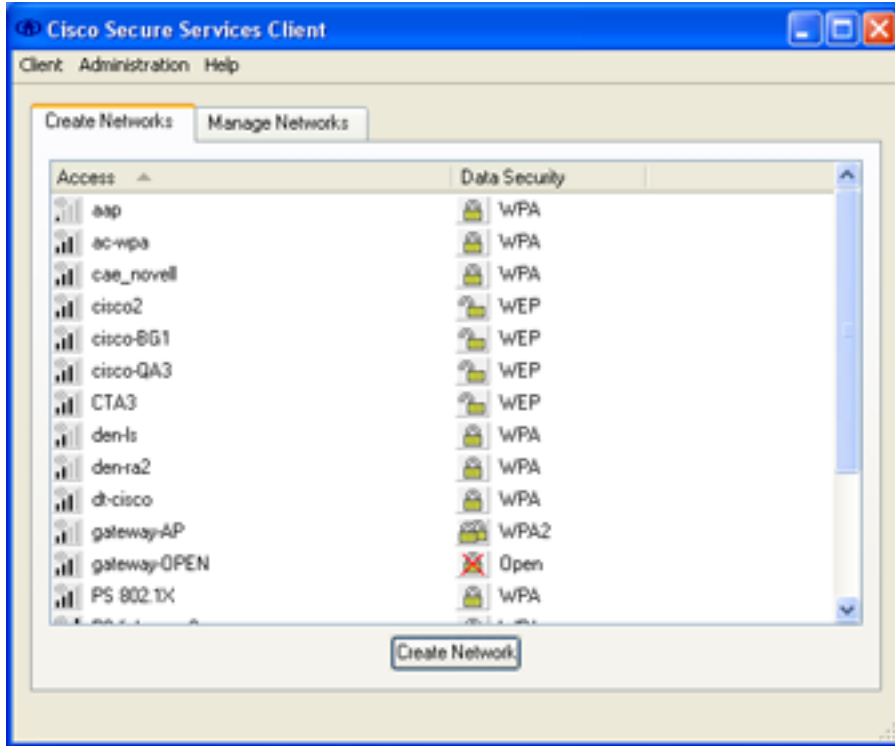 Cisco Secure Services Client
Client Administration Help
Create Networks Manage Networks
Access Data Security
aap WPA
ac-wpa WPA
cae_novell WPA
cisco2 WEP
cisco-BG1 WEP
cisco-QA3 WEP
CTA3 WEP
den-ls WPA
den-ra2 WPA
dt-cisco WPA
gateway-AP WPA2
gateway-OPEN Open
PS 802.1X WPA
Create Network